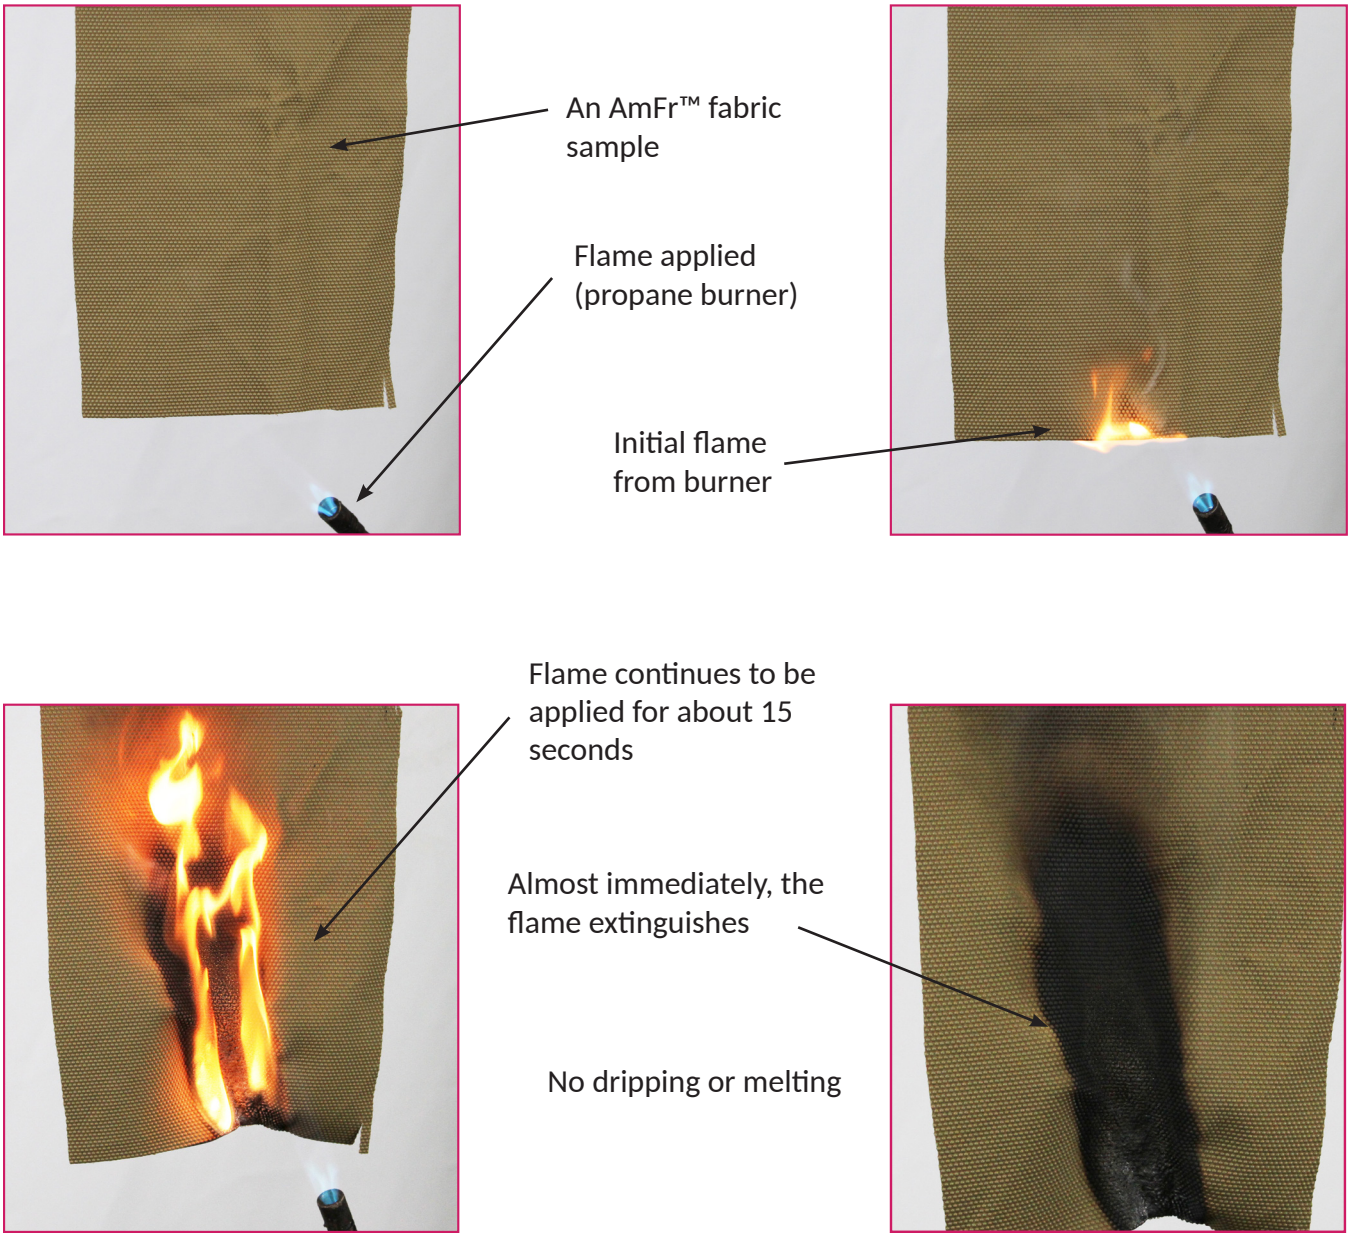 An AmFr™ fabric
sample
Flame applied
(propane burner)
Initial flame
from burner
Flame continues to be
applied for about 15
seconds
Almost immediately, the
flame extinguishes
No dripping or melting